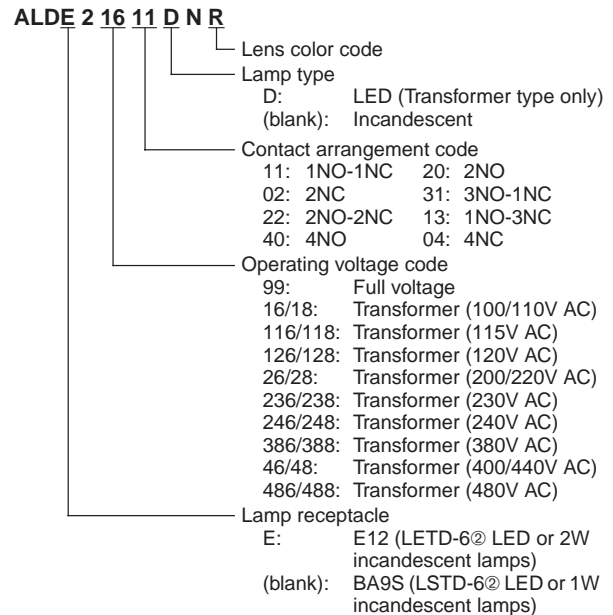 ALDE 2 16 11 D N R
Lens color code
Lamp type
D: LED (Transformer type only)
(blank): Incandescent
Contact arrangement code
11: 1NO-1NC 20: 2NO
02: 2NC 31: 3NO-1NC
22: 2NO-2NC 13: 1NO-3NC
40: 4NO 04: 4NC
Operating voltage code
99: Full voltage
16/18: Transformer (100/110V AC)
116/118: Transformer (115V AC)
126/128: Transformer (120V AC)
26/28: Transformer (200/220V AC)
236/238: Transformer (230V AC)
246/248: Transformer (240V AC)
386/388: Transformer (380V AC)
46/48: Transformer (400/440V AC)
486/488: Transformer (480V AC)
Lamp receptacle
E: E12 (LETD-6② LED or 2W
incandescent lamps)
(blank): BA9S (LSTD-6② LED or 1W
incandescent lamps)